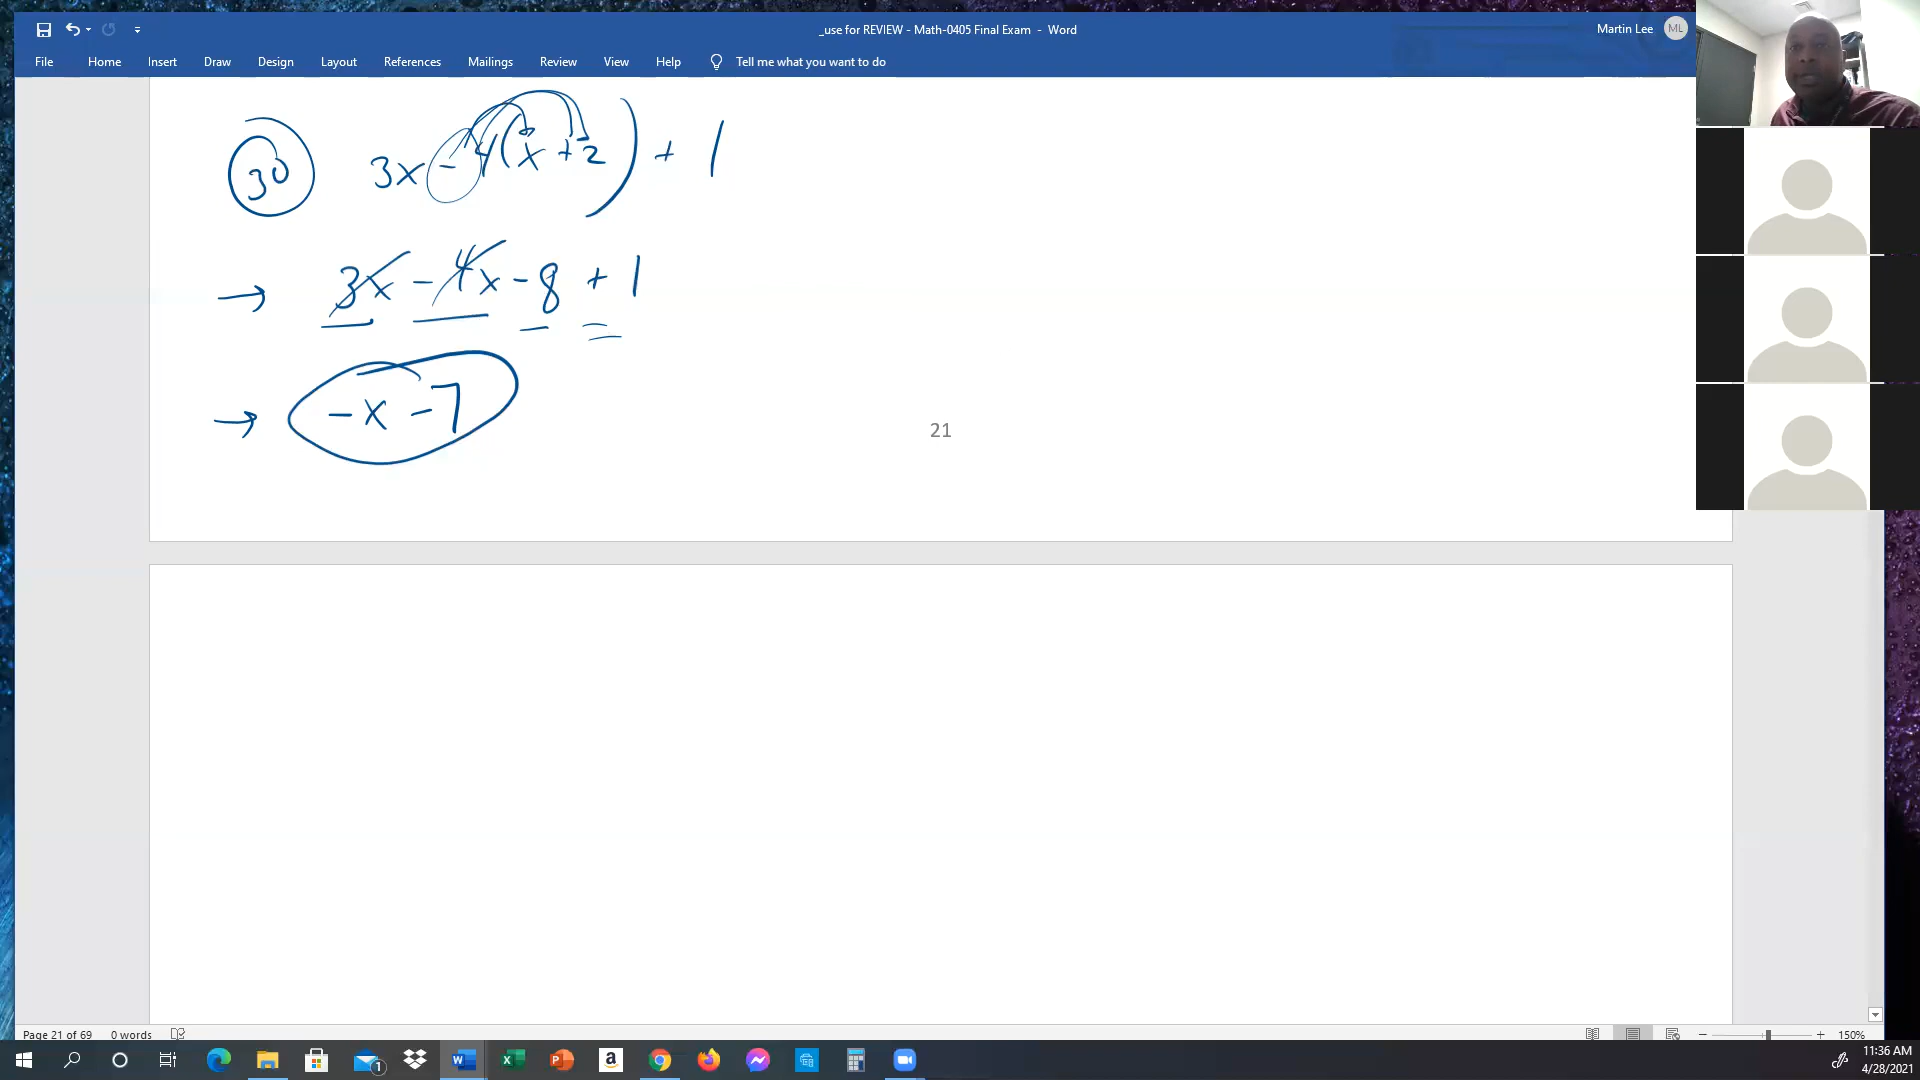 _use for REVIEW - Math-0405 Final Exam - Word
Martin Lee ML
File Home Insert Draw Design Layout References Mailings Review View Help Tell me what you want to do
30 3x - 4(x + 2) + 1
→ 3x - 4x - 8 + 1
→ -x - 7
21
Page 21 of 69 0 words 150%
11:36 AM
4/28/2021